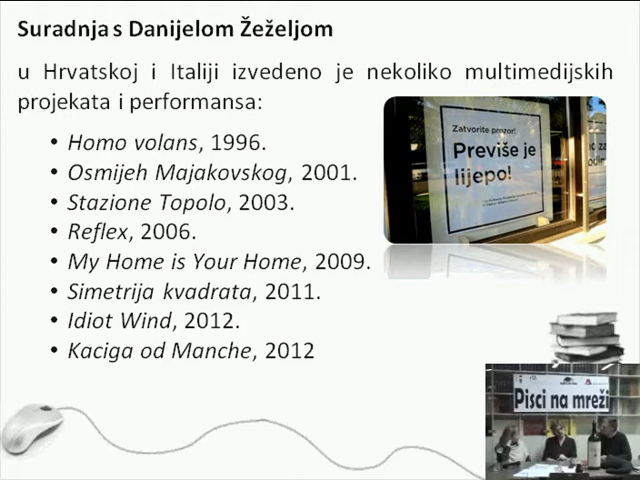 Suradnja s Danijelom Žeželjom
u Hrvatskoj i Italiji izvedeno je nekoliko multimedijskih
projekata i performansa:
• Homo volans, 1996.
• Osmijeh Majakovskog, 2001.
• Stazione Topolo, 2003.
• Reflex, 2006.
• My Home is Your Home, 2009.
• Simetrija kvadrata, 2011.
• Idiot Wind, 2012.
• Kaciga od Manche, 2012
Zatvorite prozor!
Previše je
lijepo!
Pisci na mreži